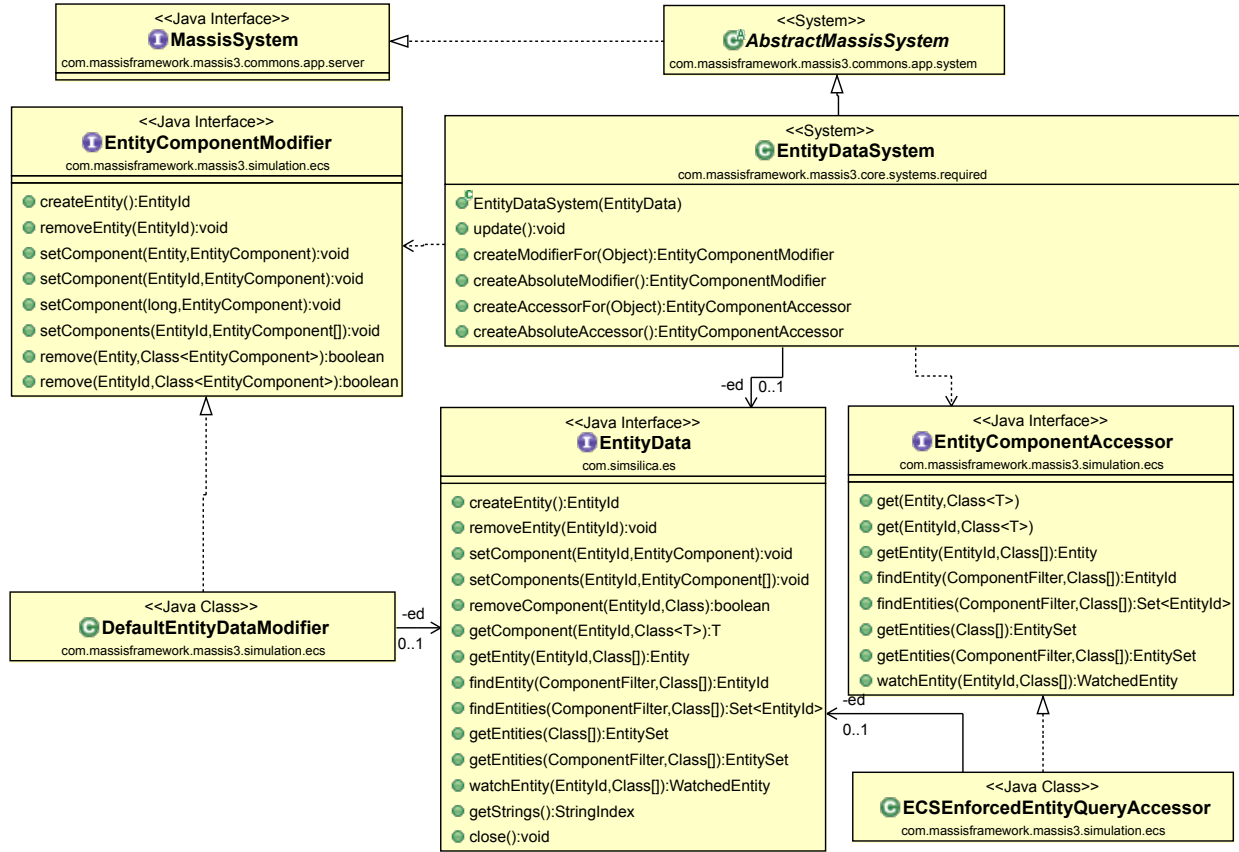 <<Java Interface>>
MassisSystem
com.massisframework.massis3.commons.app.server
<<System>>
AbstractMassisSystem
com.massisframework.massis3.commons.app.system
<<Java Interface>>
EntityComponentModifier
com.massisframework.massis3.simulation.ecs
createEntity():EntityId
removeEntity(EntityId):void
setComponent(Entity,EntityComponent):void
setComponent(EntityId,EntityComponent):void
setComponent(long,EntityComponent):void
setComponents(EntityId,EntityComponent[]):void
remove(Entity,Class<EntityComponent>):boolean
remove(EntityId,Class<EntityComponent>):boolean
<<System>>
EntityDataSystem
com.massisframework.massis3.core.systems.required
EntityDataSystem(EntityData)
update():void
createModifierFor(Object):EntityComponentModifier
createAbsoluteModifier():EntityComponentModifier
createAccessorFor(Object):EntityComponentAccessor
createAbsoluteAccessor():EntityComponentAccessor
-ed
0..1
<<Java Interface>>
EntityData
com.simsilica.es
createEntity():EntityId
removeEntity(EntityId):void
setComponent(EntityId,EntityComponent):void
setComponents(EntityId,EntityComponent[]):void
removeComponent(EntityId,Class):boolean
getComponent(EntityId,Class<T>):T
getEntity(EntityId,Class[]):Entity
findEntity(ComponentFilter,Class[]):EntityId
findEntities(ComponentFilter,Class[]):Set<EntityId>
getEntities(Class[]):EntitySet
getEntities(ComponentFilter,Class[]):EntitySet
watchEntity(EntityId,Class[]):WatchedEntity
getStrings():StringIndex
close():void
<<Java Interface>>
EntityComponentAccessor
com.massisframework.massis3.simulation.ecs
get(Entity,Class<T>)
get(EntityId,Class<T>)
getEntity(EntityId,Class[]):Entity
findEntity(ComponentFilter,Class[]):EntityId
findEntities(ComponentFilter,Class[]):Set<EntityId>
getEntities(Class[]):EntitySet
getEntities(ComponentFilter,Class[]):EntitySet
watchEntity(EntityId,Class[]):WatchedEntity
<<Java Class>>
DefaultEntityDataModifier
com.massisframework.massis3.simulation.ecs
-ed
0..1
-ed
0..1
<<Java Class>>
ECSEnforcedEntityQueryAccessor
com.massisframework.massis3.simulation.ecs